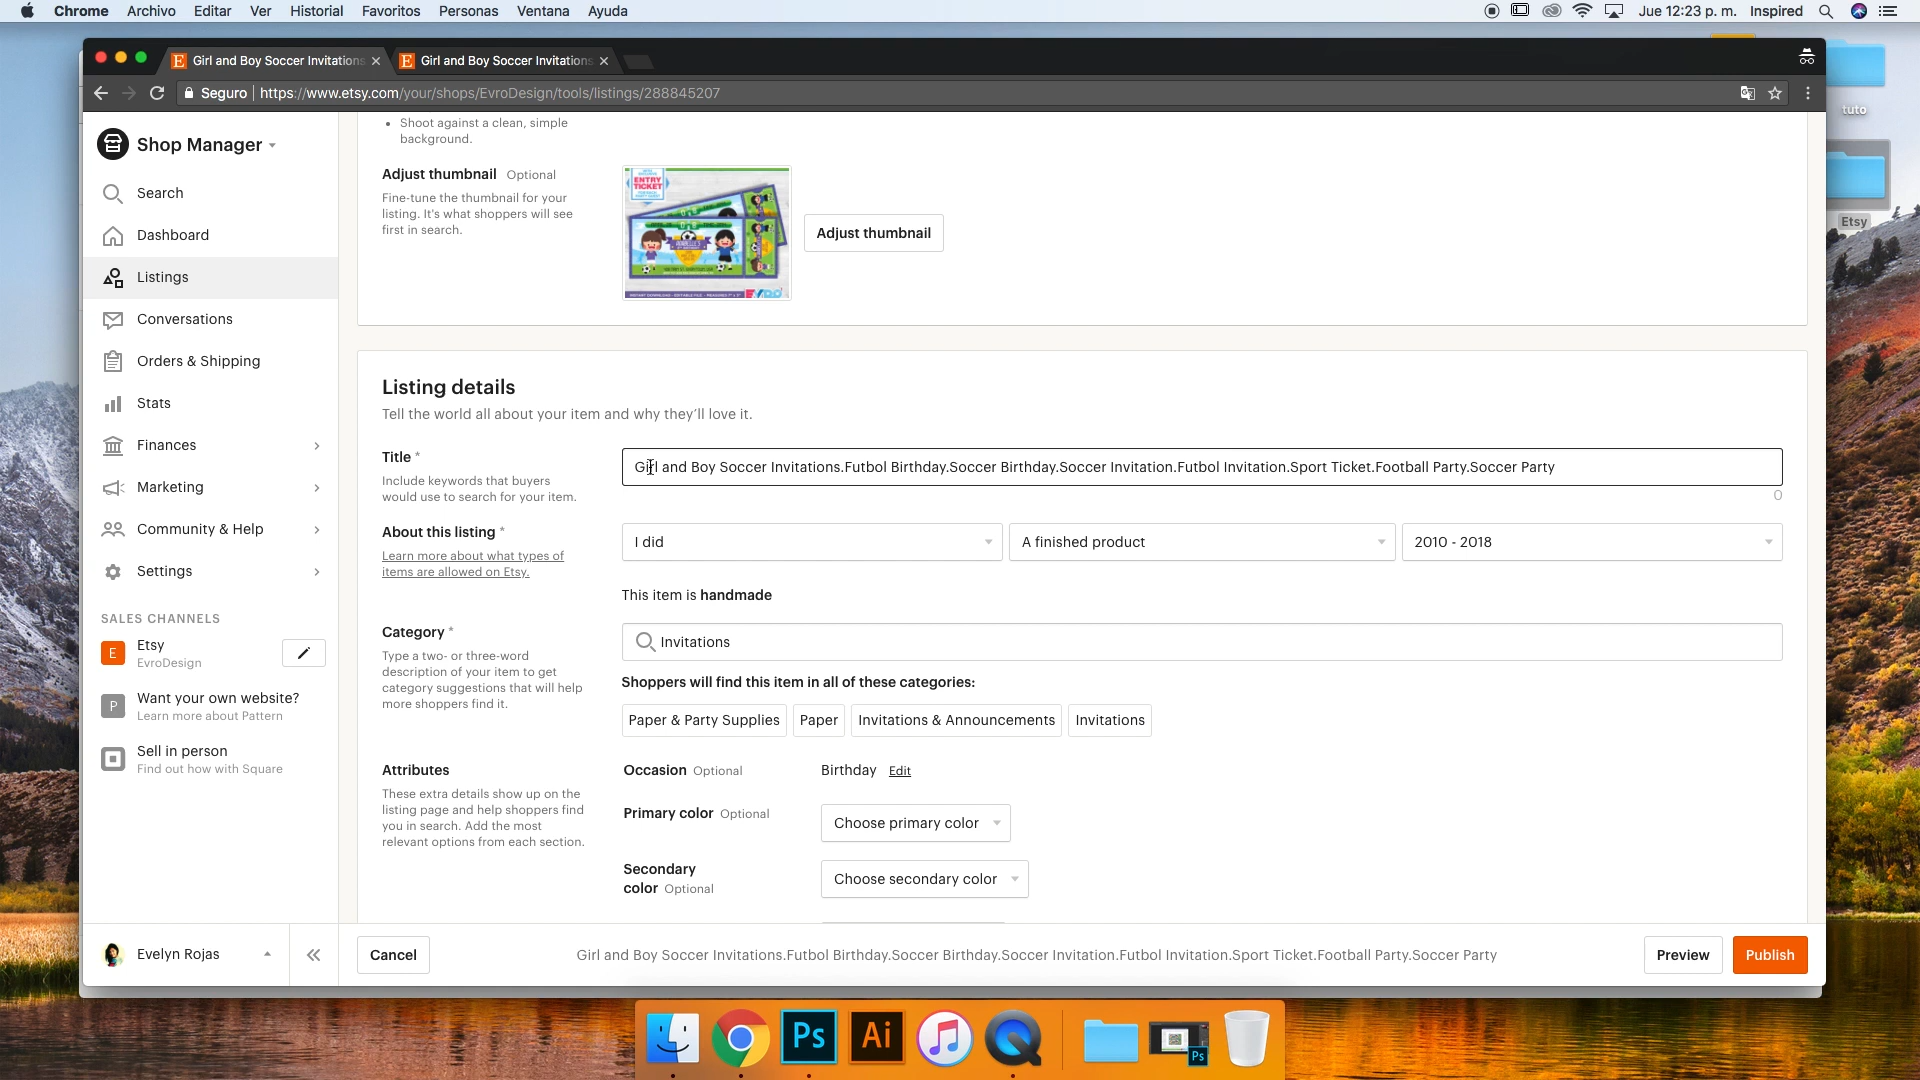 Chrome Archivo Editar Ver Historial Favoritos Personas Ventana Ayuda Jue 12:23 p. m. Inspired
Girl and Boy Soccer Invitations Girl and Boy Soccer Invitations
Seguro https://www.etsy.com/your/shops/EvroDesign/tools/listings/288845207
tuto
Etsy
Shop Manager
Search
Dashboard
Listings
Conversations
Orders & Shipping
Stats
Finances
Marketing
Community & Help
Settings
SALES CHANNELS
E
Etsy
EvroDesign
P
Want your own website?
Learn more about Pattern
Sell in person
Find out how with Square
Evelyn Rojas
Shoot against a clean, simple
background.
Adjust thumbnail Optional
Fine-tune the thumbnail for your
listing. It's what shoppers will see
first in search.
ENTRY
TICKET
Adjust thumbnail
Listing details
Tell the world all about your item and why they'll love it.
Title *
Include keywords that buyers
would use to search for your item.
Girl and Boy Soccer Invitations.Futbol Birthday.Soccer Birthday.Soccer Invitation.Futbol Invitation.Sport Ticket.Football Party.Soccer Party
0
About this listing *
Learn more about what types of
items are allowed on Etsy.
I did A finished product 2010 - 2018
This item is handmade
Category *
Type a two- or three-word
description of your item to get
category suggestions that will help
more shoppers find it.
Invitations
Shoppers will find this item in all of these categories:
Paper & Party Supplies Paper Invitations & Announcements Invitations
Attributes
These extra details show up on the
listing page and help shoppers find
you in search. Add the most
relevant options from each section.
Occasion Optional Birthday Edit
Primary color Optional Choose primary color
Secondary
color Optional Choose secondary color
Cancel Girl and Boy Soccer Invitations.Futbol Birthday.Soccer Birthday.Soccer Invitation.Futbol Invitation.Sport Ticket.Football Party.Soccer Party Preview Publish
Ps Ai Ps